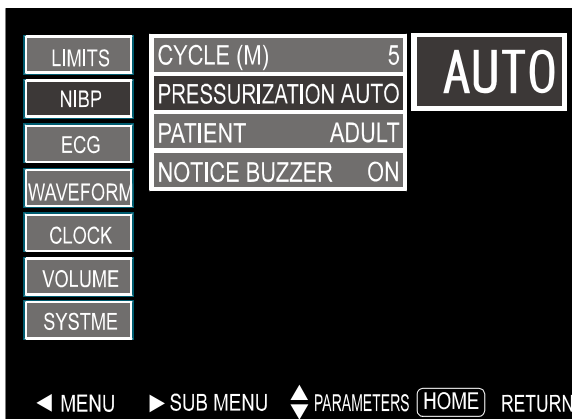 LIMITS
NIBP
ECG
WAVEFORM
CLOCK
VOLUME
SYSTME
CYCLE (M) 5
PRESSURIZATION AUTO
PATIENT ADULT
NOTICE BUZZER ON
AUTO
◀ MENU ▶ SUB MENU ▲▼ PARAMETERS HOME RETURN